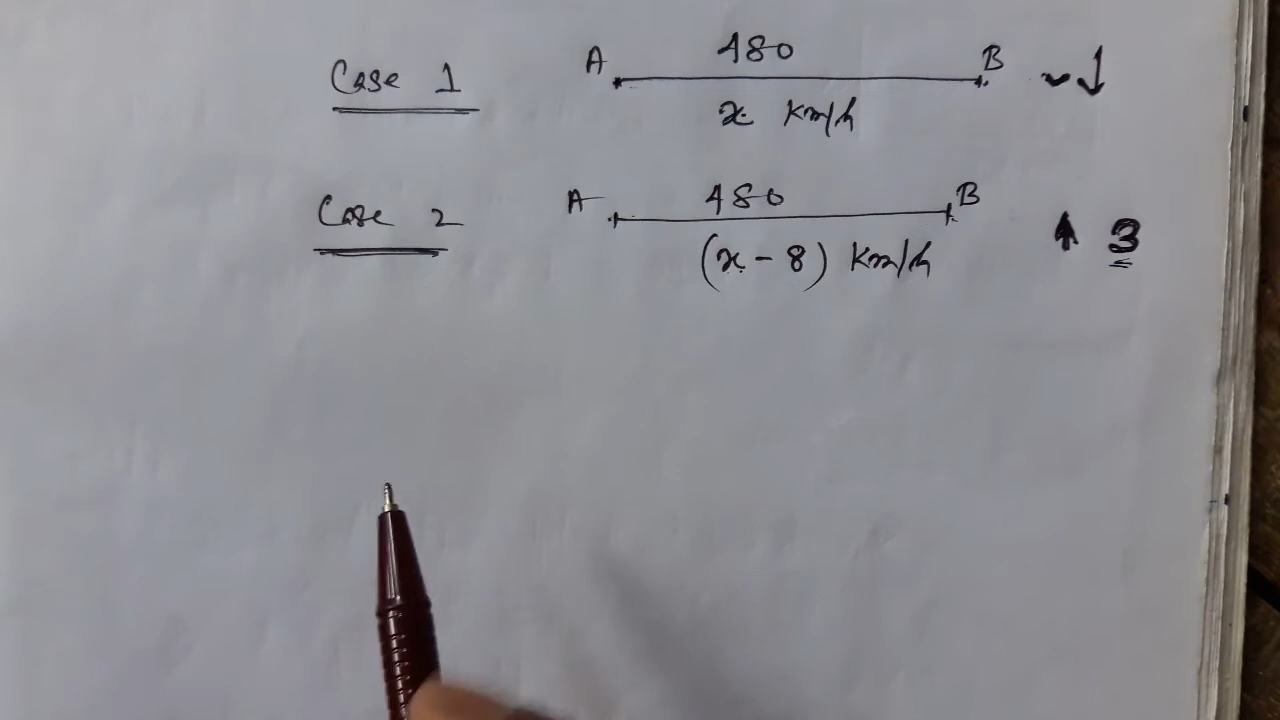 Case 1 A 480 B ~ ↓
x km/h
Case 2 A 480 B ↑ 3
(x - 8) km/h